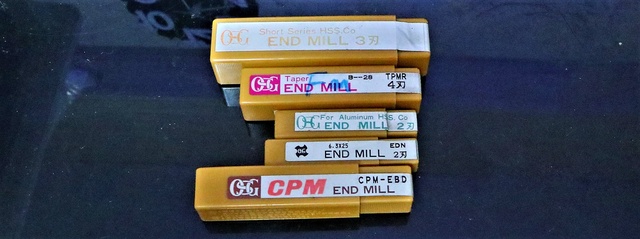 OSG Short Series HSS.Co
END MILL 3刃
OSG Taper B--28 TPMR
END MILL 4刃
OSG For Aluminum HSS. Co
END MILL 2刃
OSG 6.3X25 EDN
END MILL 2刃
OSG CPM CPM-EBD
END MILL